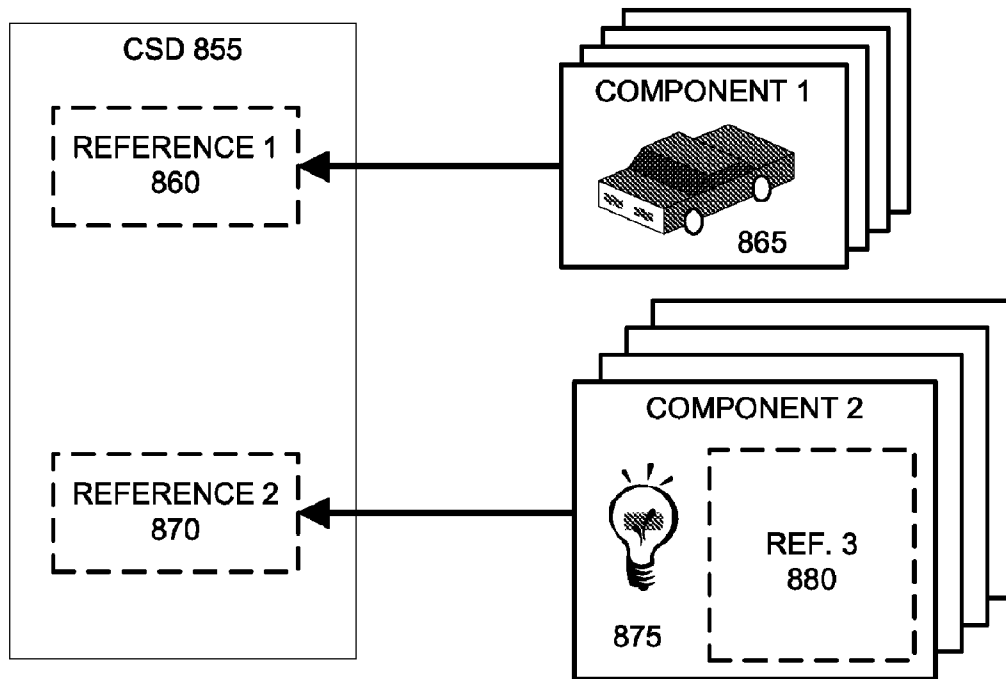 CSD 855
REFERENCE 1
860
COMPONENT 1
865
REFERENCE 2
870
COMPONENT 2
875
REF. 3
880